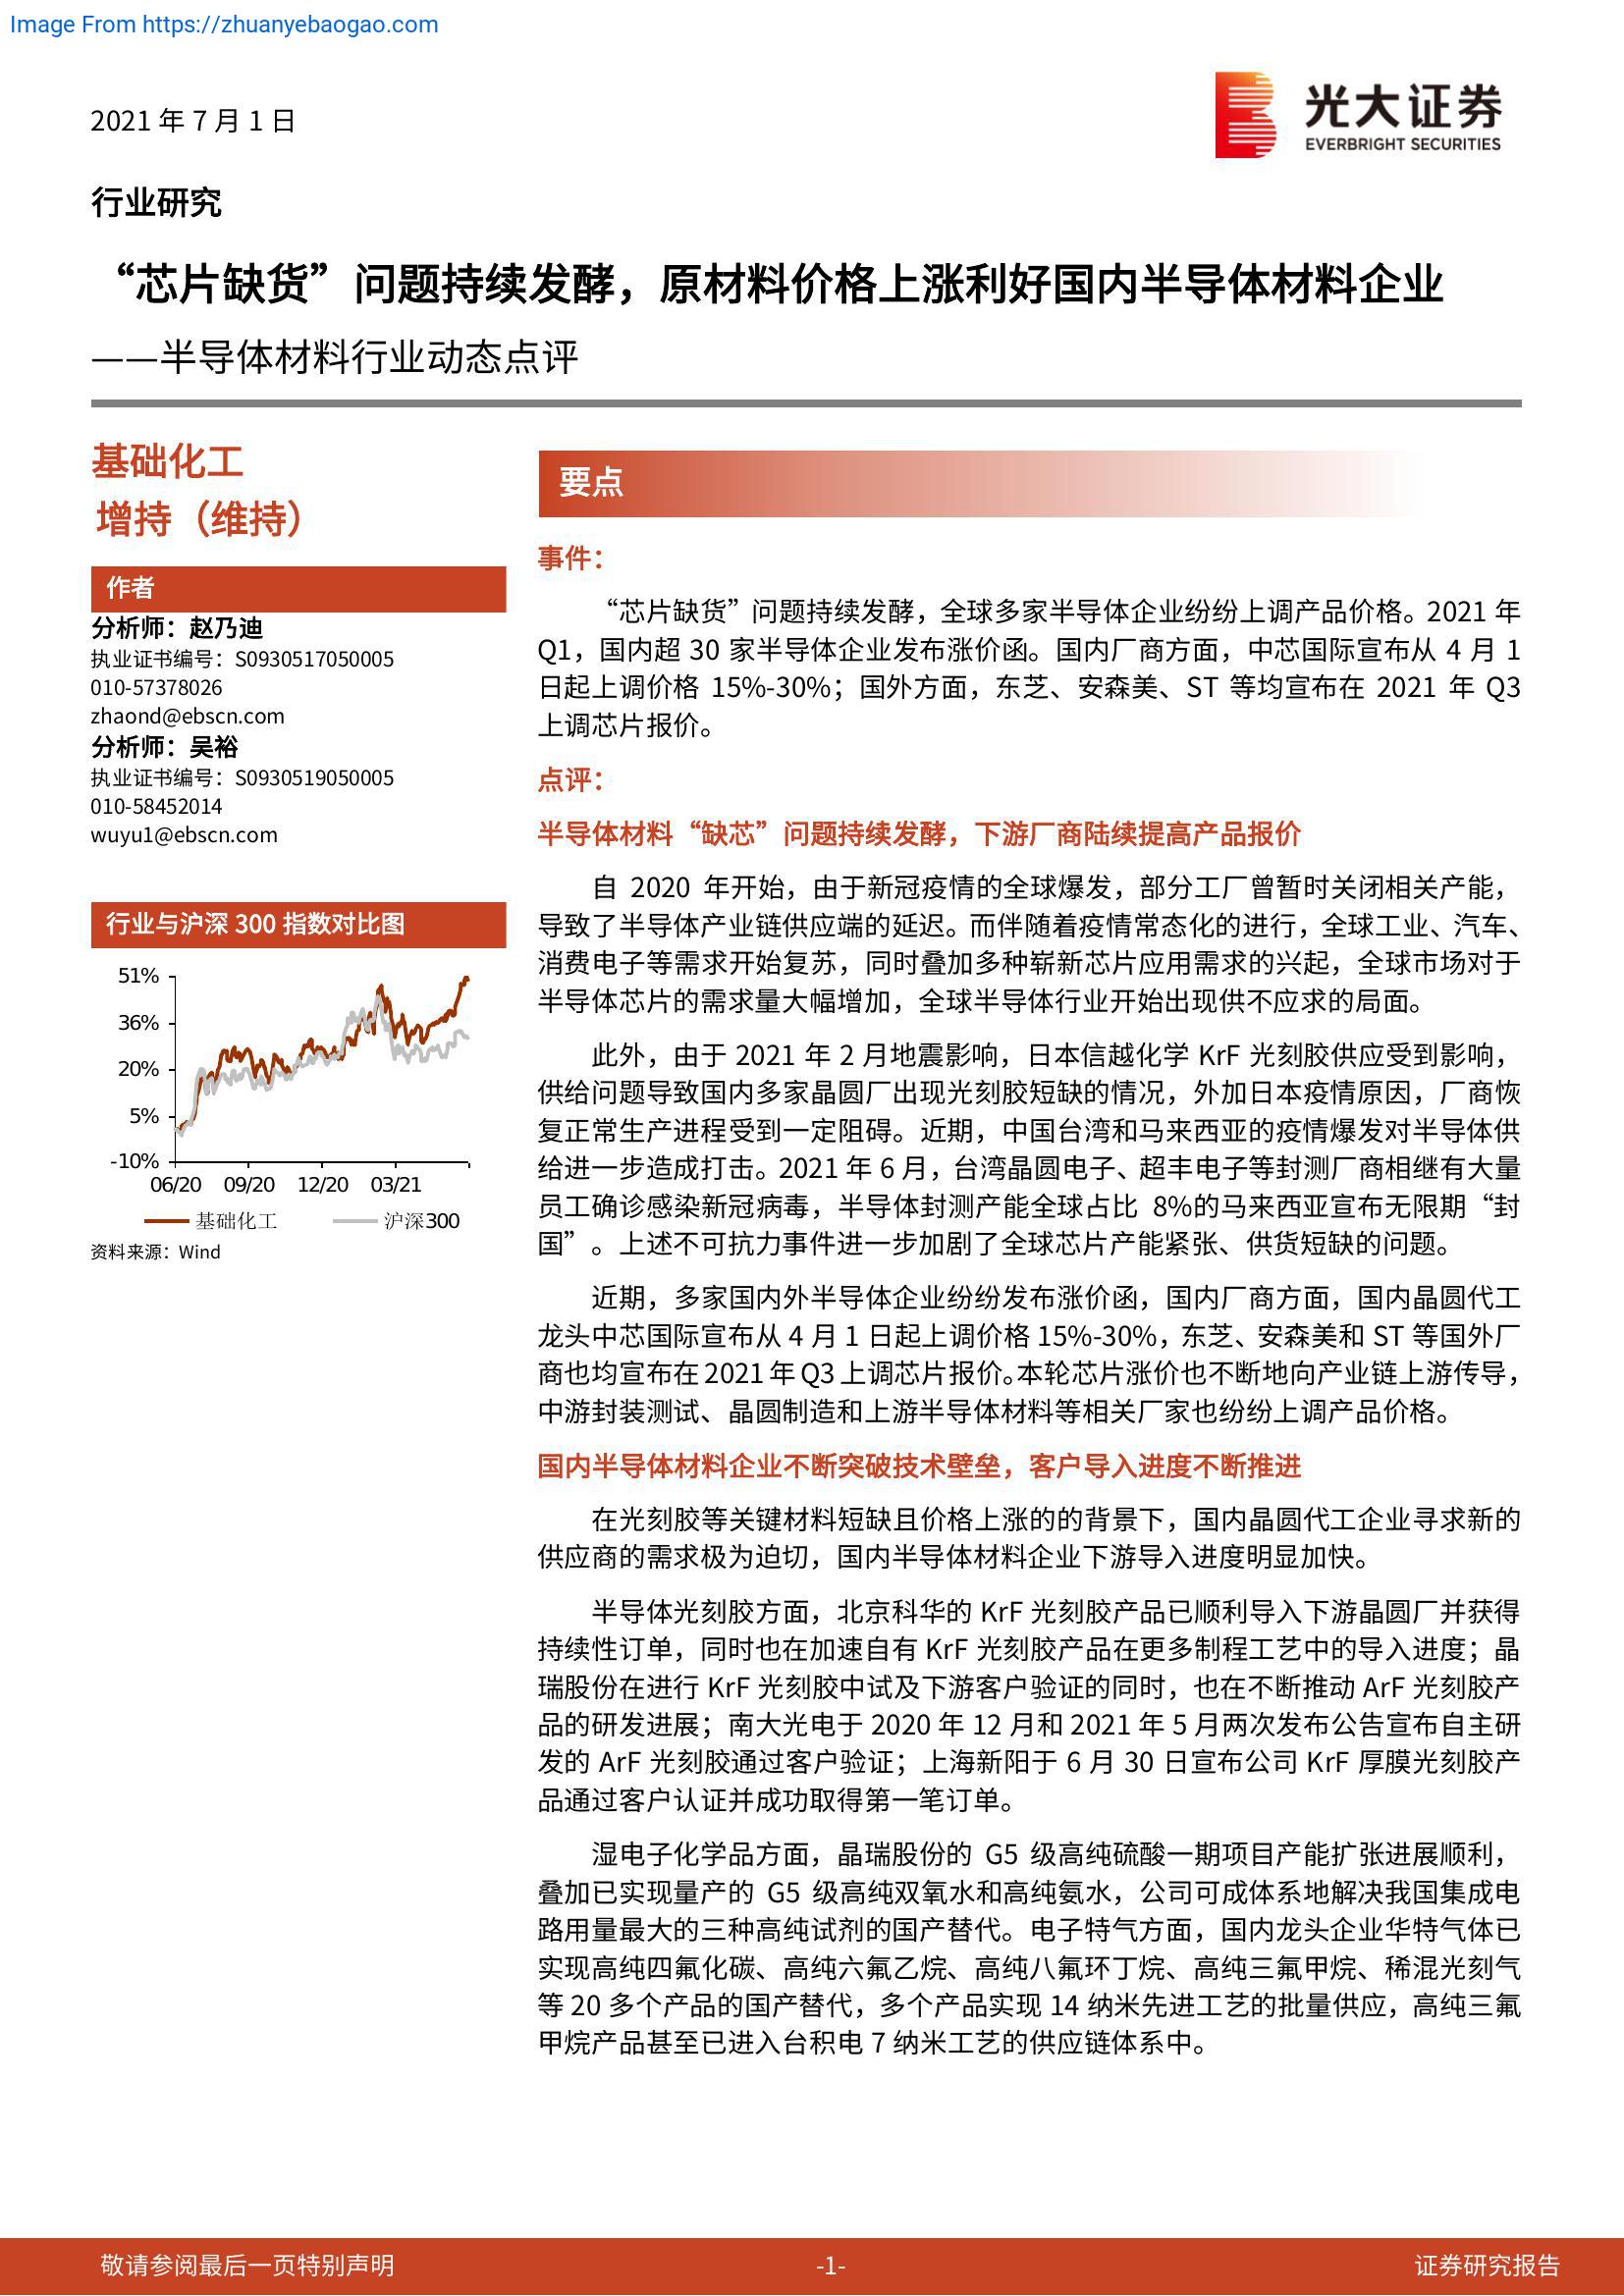 Image From https://zhuanyebaogao.com
2021 年 7 月 1 日
光大证券
EVERBRIGHT SECURITIES
行业研究
“芯片缺货”问题持续发酵，原材料价格上涨利好国内半导体材料企业
——半导体材料行业动态点评
基础化工
增持（维持）
作者
分析师：赵乃迪
执业证书编号：S0930517050005
010-57378026
zhaond@ebscn.com
分析师：吴裕
执业证书编号：S0930519050005
010-58452014
wuyu1@ebscn.com
行业与沪深 300 指数对比图
51%
36%
20%
5%
-10%
06/20 09/20 12/20 03/21
基础化工 沪深300
资料来源：Wind
要点
事件：
“芯片缺货”问题持续发酵，全球多家半导体企业纷纷上调产品价格。2021 年
Q1，国内超 30 家半导体企业发布涨价函。国内厂商方面，中芯国际宣布从 4 月 1
日起上调价格 15%-30%；国外方面，东芝、安森美、ST 等均宣布在 2021 年 Q3
上调芯片报价。
点评：
半导体材料“缺芯”问题持续发酵，下游厂商陆续提高产品报价
自 2020 年开始，由于新冠疫情的全球爆发，部分工厂曾暂时关闭相关产能，
导致了半导体产业链供应端的延迟。而伴随着疫情常态化的进行，全球工业、汽车、
消费电子等需求开始复苏，同时叠加多种崭新芯片应用需求的兴起，全球市场对于
半导体芯片的需求量大幅增加，全球半导体行业开始出现供不应求的局面。
此外，由于 2021 年 2 月地震影响，日本信越化学 KrF 光刻胶供应受到影响，
供给问题导致国内多家晶圆厂出现光刻胶短缺的情况，外加日本疫情原因，厂商恢
复正常生产进程受到一定阻碍。近期，中国台湾和马来西亚的疫情爆发对半导体供
给进一步造成打击。2021 年 6 月，台湾晶圆电子、超丰电子等封测厂商相继有大量
员工确诊感染新冠病毒，半导体封测产能全球占比 8%的马来西亚宣布无限期“封
国”。上述不可抗力事件进一步加剧了全球芯片产能紧张、供货短缺的问题。
近期，多家国内外半导体企业纷纷发布涨价函，国内厂商方面，国内晶圆代工
龙头中芯国际宣布从 4 月 1 日起上调价格 15%-30%，东芝、安森美和 ST 等国外厂
商也均宣布在 2021 年 Q3 上调芯片报价。本轮芯片涨价也不断地向产业链上游传导，
中游封装测试、晶圆制造和上游半导体材料等相关厂家也纷纷上调产品价格。
国内半导体材料企业不断突破技术壁垒，客户导入进度不断推进
在光刻胶等关键材料短缺且价格上涨的的背景下，国内晶圆代工企业寻求新的
供应商的需求极为迫切，国内半导体材料企业下游导入进度明显加快。
半导体光刻胶方面，北京科华的 KrF 光刻胶产品已顺利导入下游晶圆厂并获得
持续性订单，同时也在加速自有 KrF 光刻胶产品在更多制程工艺中的导入进度；晶
瑞股份在进行 KrF 光刻胶中试及下游客户验证的同时，也在不断推动 ArF 光刻胶产
品的研发进展；南大光电于 2020 年 12 月和 2021 年 5 月两次发布公告宣布自主研
发的 ArF 光刻胶通过客户验证；上海新阳于 6 月 30 日宣布公司 KrF 厚膜光刻胶产
品通过客户认证并成功取得第一笔订单。
湿电子化学品方面，晶瑞股份的 G5 级高纯硫酸一期项目产能扩张进展顺利，
叠加已实现量产的 G5 级高纯双氧水和高纯氨水，公司可成体系地解决我国集成电
路用量最大的三种高纯试剂的国产替代。电子特气方面，国内龙头企业华特气体已
实现高纯四氟化碳、高纯六氟乙烷、高纯八氟环丁烷、高纯三氟甲烷、稀混光刻气
等 20 多个产品的国产替代，多个产品实现 14 纳米先进工艺的批量供应，高纯三氟
甲烷产品甚至已进入台积电 7 纳米工艺的供应链体系中。
敬请参阅最后一页特别声明
-1-
证券研究报告